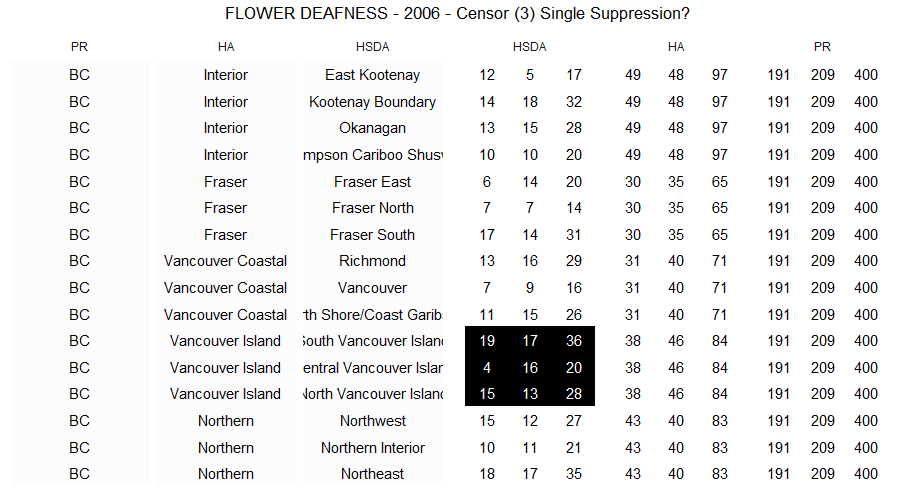 FLOWER DEAFNESS - 2006 - Censor (3) Single Suppression?
PR HA HSDA HSDA HA PR
BC Interior East Kootenay 12 5 17 49 48 97 191 209 400
BC Interior Kootenay Boundary 14 18 32 49 48 97 191 209 400
BC Interior Okanagan 13 15 28 49 48 97 191 209 400
BC Interior mpson Cariboo Shusw 10 10 20 49 48 97 191 209 400
BC Fraser Fraser East 6 14 20 30 35 65 191 209 400
BC Fraser Fraser North 7 7 14 30 35 65 191 209 400
BC Fraser Fraser South 17 14 31 30 35 65 191 209 400
BC Vancouver Coastal Richmond 13 16 29 31 40 71 191 209 400
BC Vancouver Coastal Vancouver 7 9 16 31 40 71 191 209 400
BC Vancouver Coastal rth Shore/Coast Garib 11 15 26 31 40 71 191 209 400
BC Vancouver Island South Vancouver Island 19 17 36 38 46 84 191 209 400
BC Vancouver Island entral Vancouver Islan 4 16 20 38 46 84 191 209 400
BC Vancouver Island North Vancouver Island 15 13 28 38 46 84 191 209 400
BC Northern Northwest 15 12 27 43 40 83 191 209 400
BC Northern Northern Interior 10 11 21 43 40 83 191 209 400
BC Northern Northeast 18 17 35 43 40 83 191 209 400